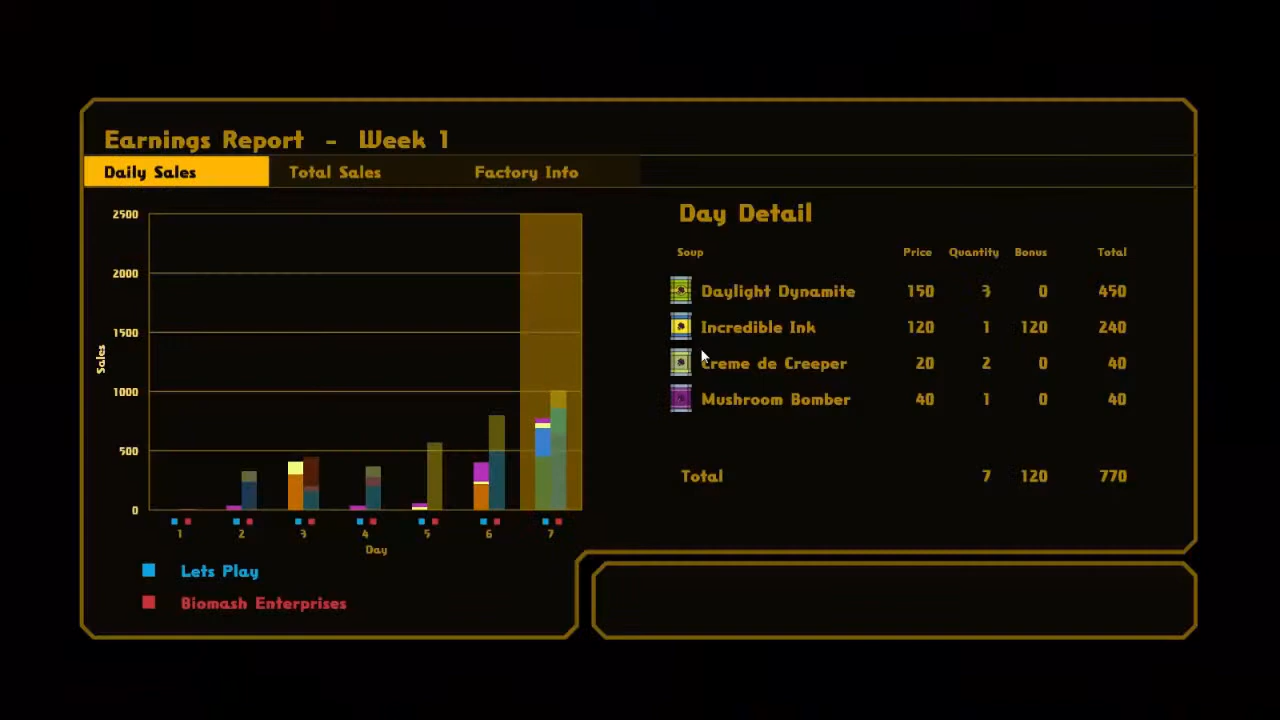 Earnings Report - Week 1
Daily Sales Total Sales Factory Info
2500
2000
1500
1000
500
0
Sales
1 2 3 4 5 6 7
Day
Lets Play
Biomash Enterprises
Day Detail
Soup Price Quantity Bonus Total
Daylight Dynamite 150 3 0 450
Incredible Ink 120 1 120 240
Creme de Creeper 20 2 0 40
Mushroom Bomber 40 1 0 40
Total 7 120 770